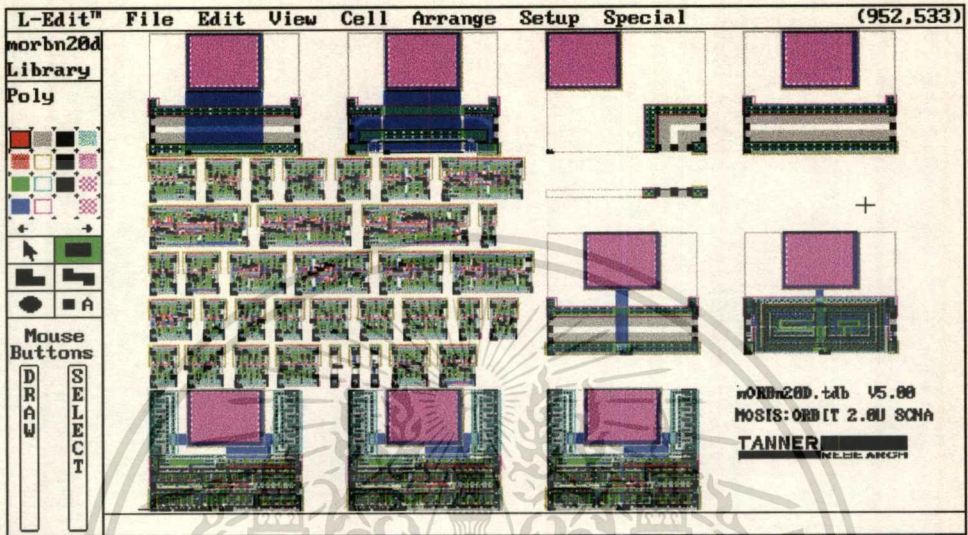 L-Edit™ File Edit View Cell Arrange Setup Special (952,533)
morbn20d
Library
Poly
A
Mouse
Buttons
DRAW
SELECT
mORBn20D.tdb V5.00
MOSIS:ORBIT 2.0U SCNA
TANNER
RESEARCH